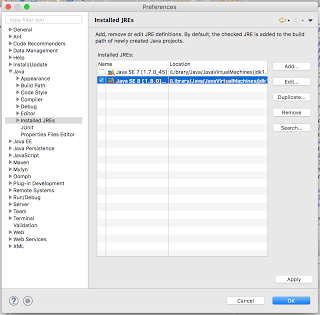 Preferences
type filter text
Installed JREs
General
Ant
Code Recommenders
Data Management
Help
Install/Update
Java
Appearance
Build Path
Code Style
Compiler
Debug
Editor
Installed JREs
JUnit
Properties Files Editor
Java EE
Java Persistence
JavaScript
Maven
Mylyn
Oomph
Plug-in Development
Remote Systems
Run/Debug
Server
Team
Terminal
Validation
Web
Web Services
XML
Add, remove or edit JRE definitions. By default, the checked JRE is added to the build path of newly created Java projects.
Installed JREs:
Name Location
Java SE 7 [1.7.0_45] /Library/Java/JavaVirtualMachines/jdk1.
Java SE 8 [1.8.0... /Library/Java/JavaVirtualMachines/jdk
Add...
Edit...
Duplicate...
Remove
Search...
Apply
Cancel
OK